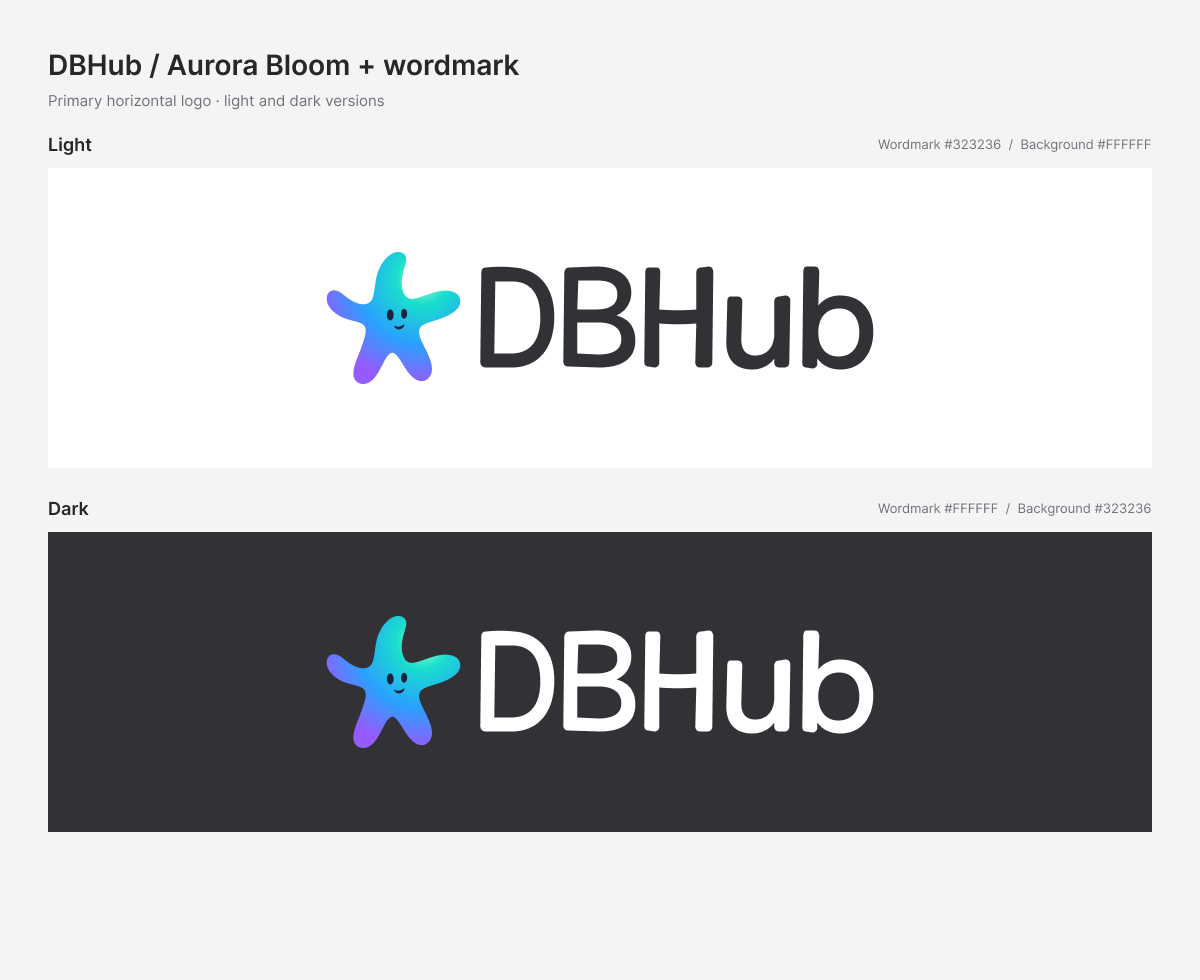 DBHub / Aurora Bloom + wordmark
Primary horizontal logo · light and dark versions
Light
Wordmark #323236 / Background #FFFFFF
DBHub
Dark
Wordmark #FFFFFF / Background #323236
DBHub